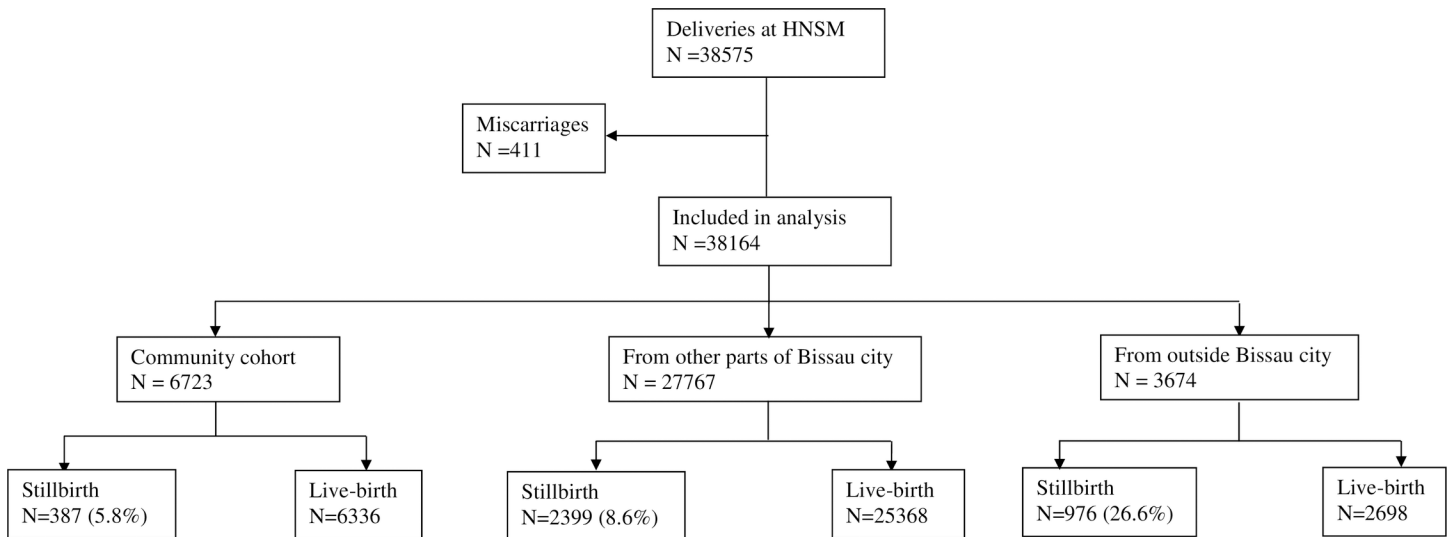 Deliveries at HNSM
N =38575
Miscarriages
N =411
Included in analysis
N =38164
Community cohort
N = 6723
From other parts of Bissau city
N = 27767
From outside Bissau city
N = 3674
Stillbirth
N=387 (5.8%)
Live-birth
N=6336
Stillbirth
N=2399 (8.6%)
Live-birth
N=25368
Stillbirth
N=976 (26.6%)
Live-birth
N=2698